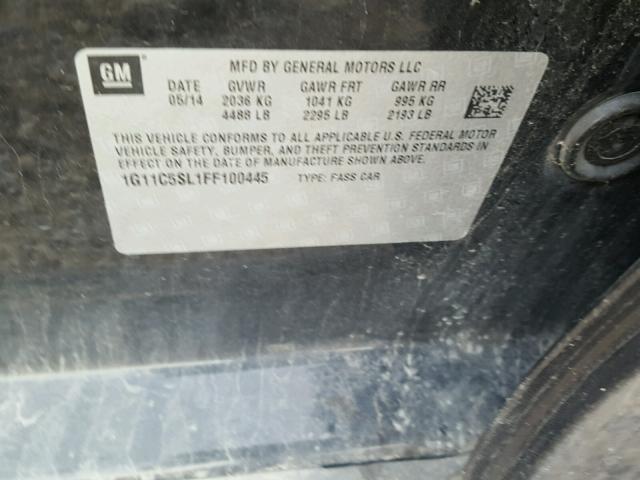 GM
MFD BY GENERAL MOTORS LLC
DATE GVWR GAWR FRT GAWR RR
05/14 2036 KG 1041 KG 995 KG
4488 LB 2295 LB 2193 LB
THIS VEHICLE CONFORMS TO ALL APPLICABLE U.S. FEDERAL MOTOR
VEHICLE SAFETY, BUMPER, AND THEFT PREVENTION STANDARDS
IN EFFECT ON THE DATE OF MANUFACTURE SHOWN ABOVE.
1G11C5SL1FF100445 TYPE: PASS CAR